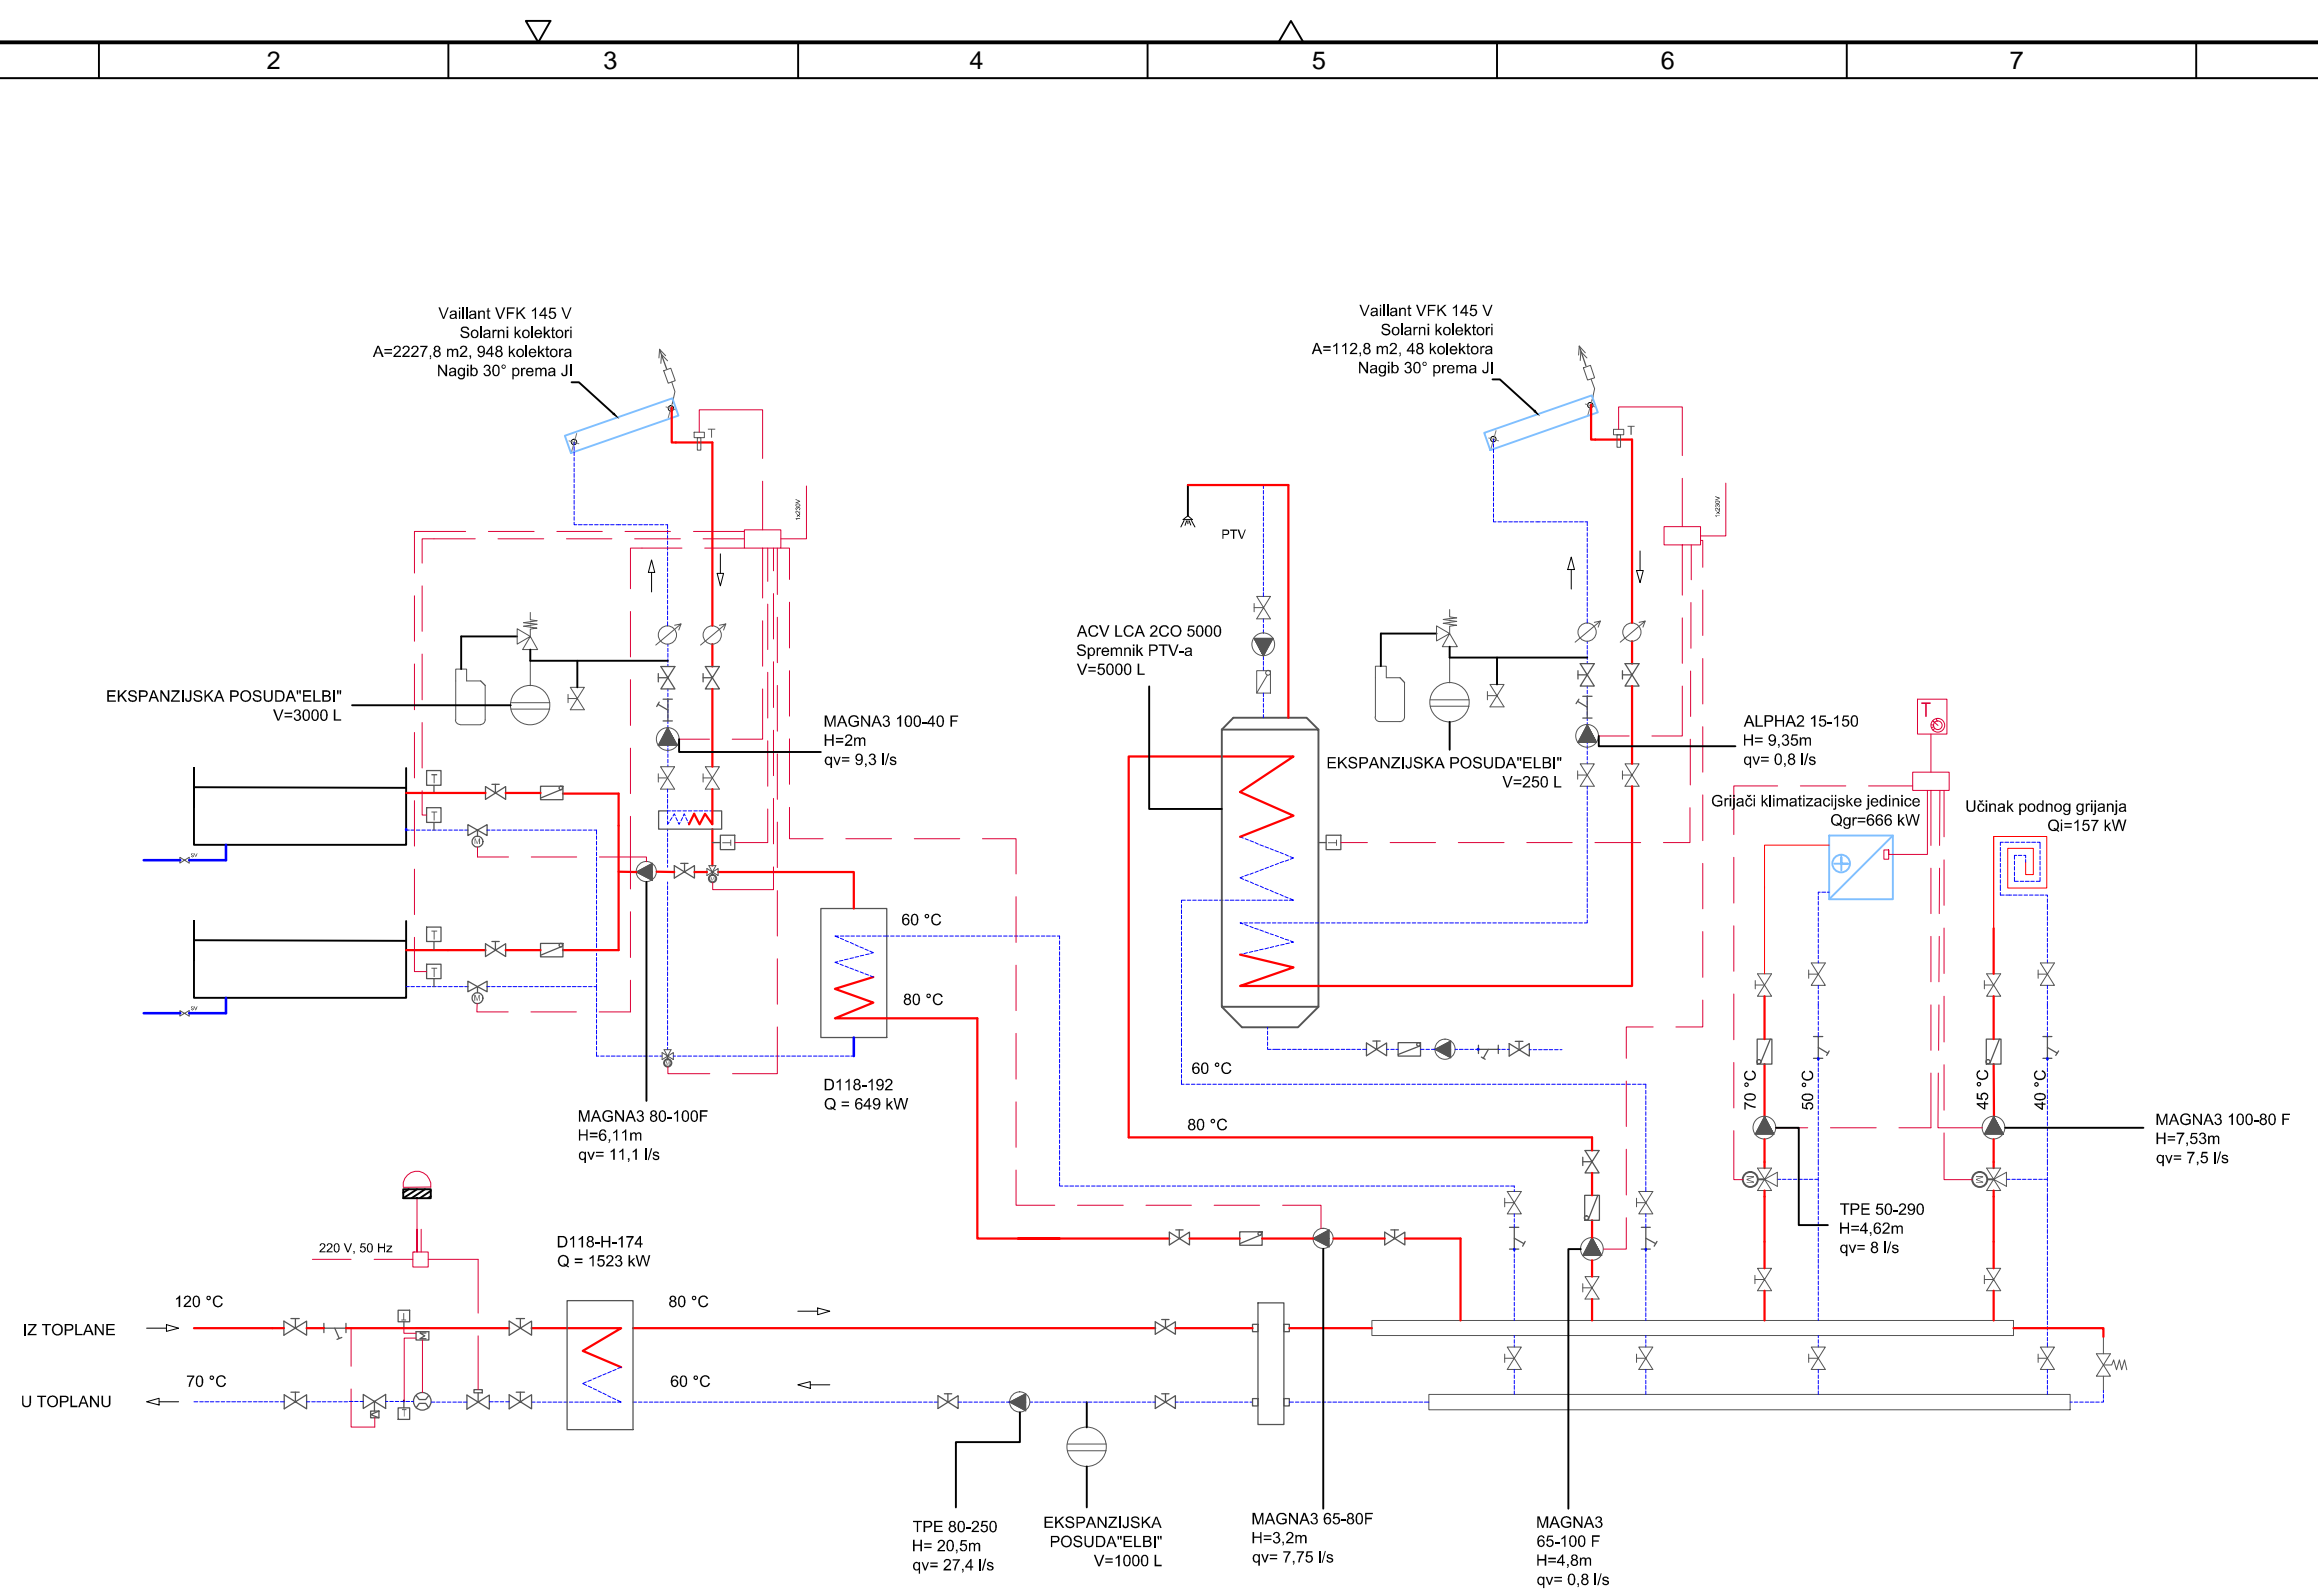 2
3
4
5
6
7
Vaillant VFK 145 V
Solarni kolektori
A=2227,8 m2, 948 kolektora
Nagib 30° prema JI
Vaillant VFK 145 V
Solarni kolektori
A=112,8 m2, 48 kolektora
Nagib 30° prema JI
T
T
1x230V
1x230V
PTV
ACV LCA 2CO 5000
Spremnik PTV-a
V=5000 L
EKSPANZIJSKA POSUDA"ELBI"
V=3000 L
MAGNA3 100-40 F
H=2m
qv= 9,3 l/s
EKSPANZIJSKA POSUDA"ELBI"
V=250 L
ALPHA2 15-150
H= 9,35m
qv= 0,8 l/s
T
Grijači klimatizacijske jedinice
Qgr=666 kW
Učinak podnog grijanja
Qi=157 kW
T
T
M
SV
T
T
T
T
M
SV
60 °C
80 °C
D118-192
Q = 649 kW
MAGNA3 80-100F
H=6,11m
qv= 11,1 l/s
60 °C
80 °C
70 °C
50 °C
45 °C
40 °C
M
M
MAGNA3 100-80 F
H=7,53m
qv= 7,5 l/s
TPE 50-290
H=4,62m
qv= 8 l/s
220 V, 50 Hz
D118-H-174
Q = 1523 kW
120 °C
80 °C
IZ TOPLANE
T
M
70 °C
60 °C
U TOPLANU
M
T
TPE 80-250
H= 20,5m
qv= 27,4 l/s
EKSPANZIJSKA
POSUDA"ELBI"
V=1000 L
MAGNA3 65-80F
H=3,2m
qv= 7,75 l/s
MAGNA3
65-100 F
H=4,8m
qv= 0,8 l/s